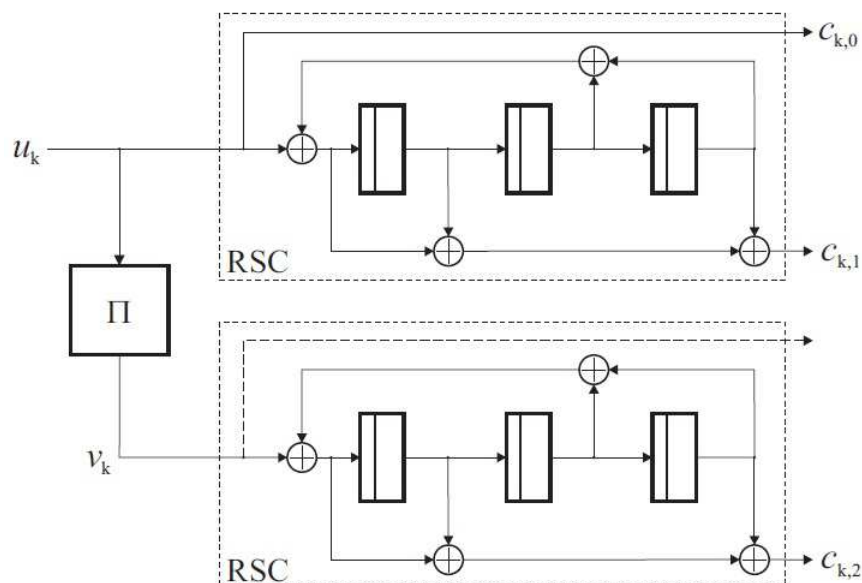 c_{k,0}
u_k
RSC
c_{k,1}
Π
v_k
RSC
c_{k,2}